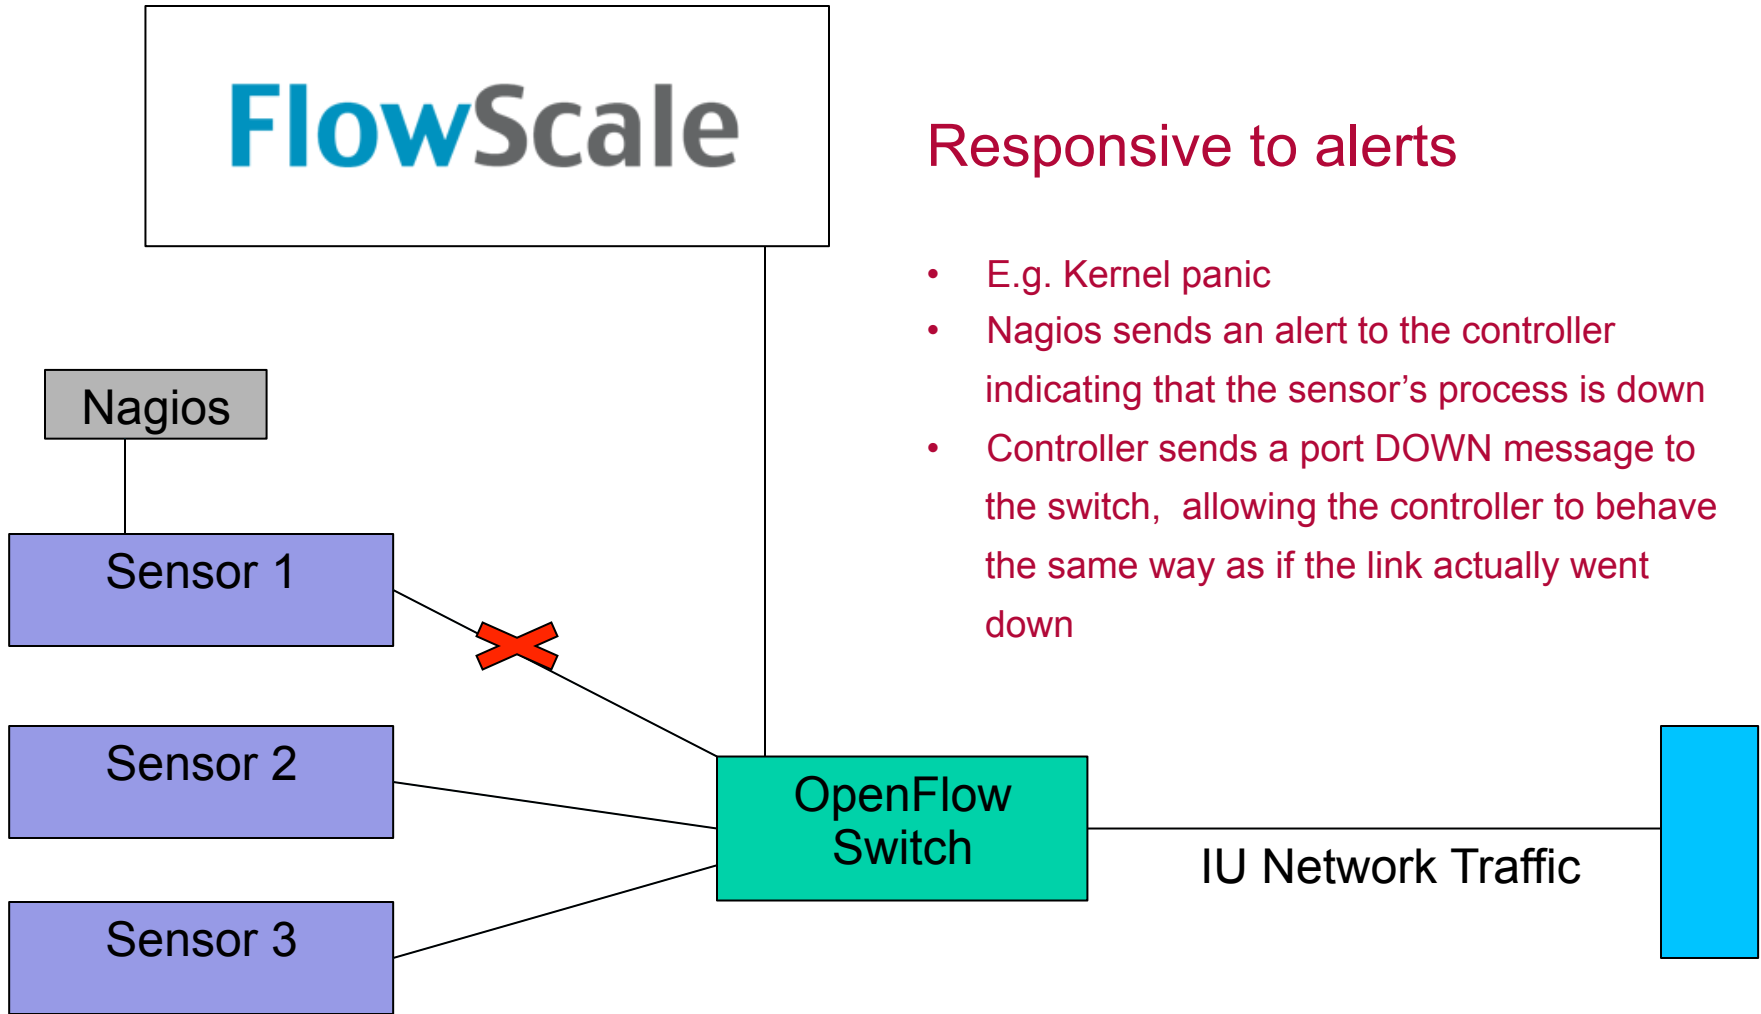 FlowScale
Responsive to alerts
• E.g. Kernel panic
• Nagios sends an alert to the controller
indicating that the sensor’s process is down
• Controller sends a port DOWN message to
the switch,  allowing the controller to behave
the same way as if the link actually went
down
Nagios
Sensor 1
Sensor 2
Sensor 3
OpenFlow
Switch
IU Network Traffic